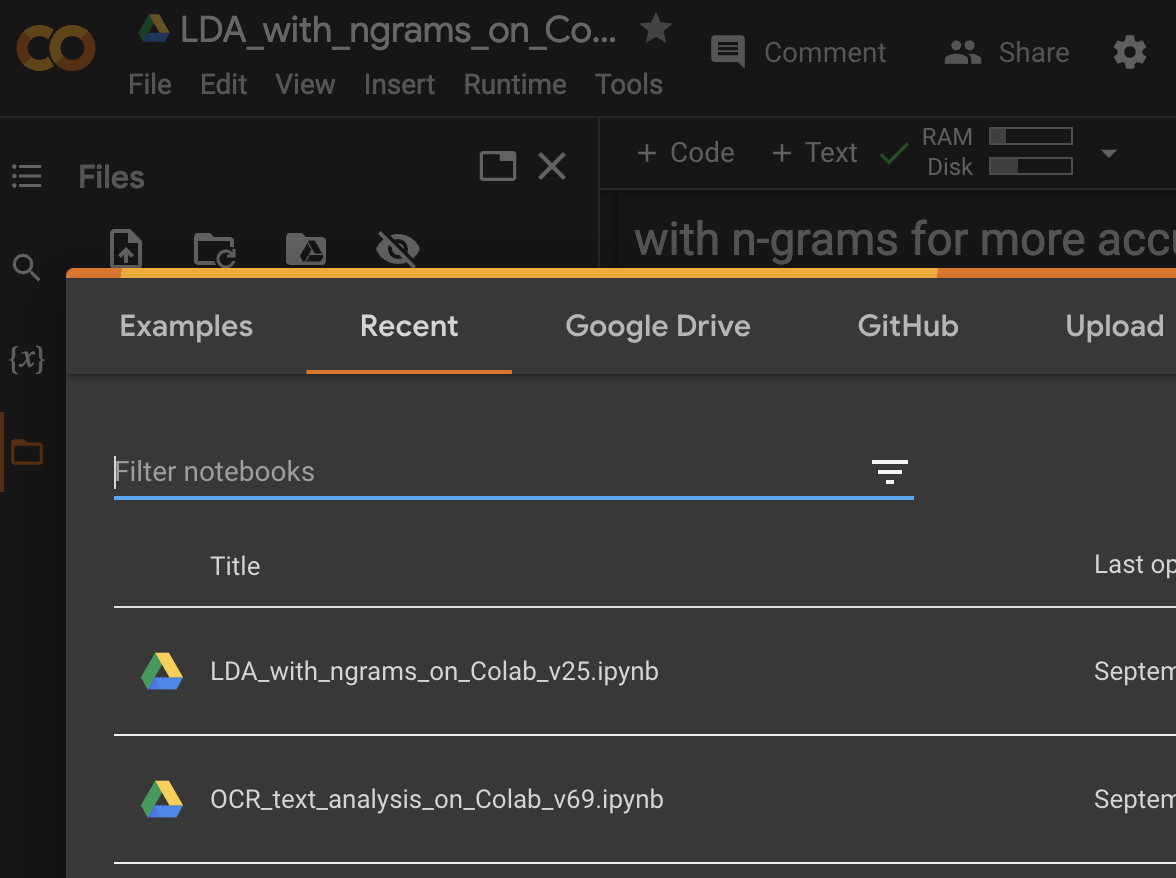 LDA_with_ngrams_on_Co...
Comment
Share
File Edit View Insert Runtime Tools
Files
+ Code + Text
RAM
Disk
with n-grams for more accu
{x}
Examples Recent Google Drive GitHub Upload
Filter notebooks
Title Last op
LDA_with_ngrams_on_Colab_v25.ipynb Septem
OCR_text_analysis_on_Colab_v69.ipynb Septem